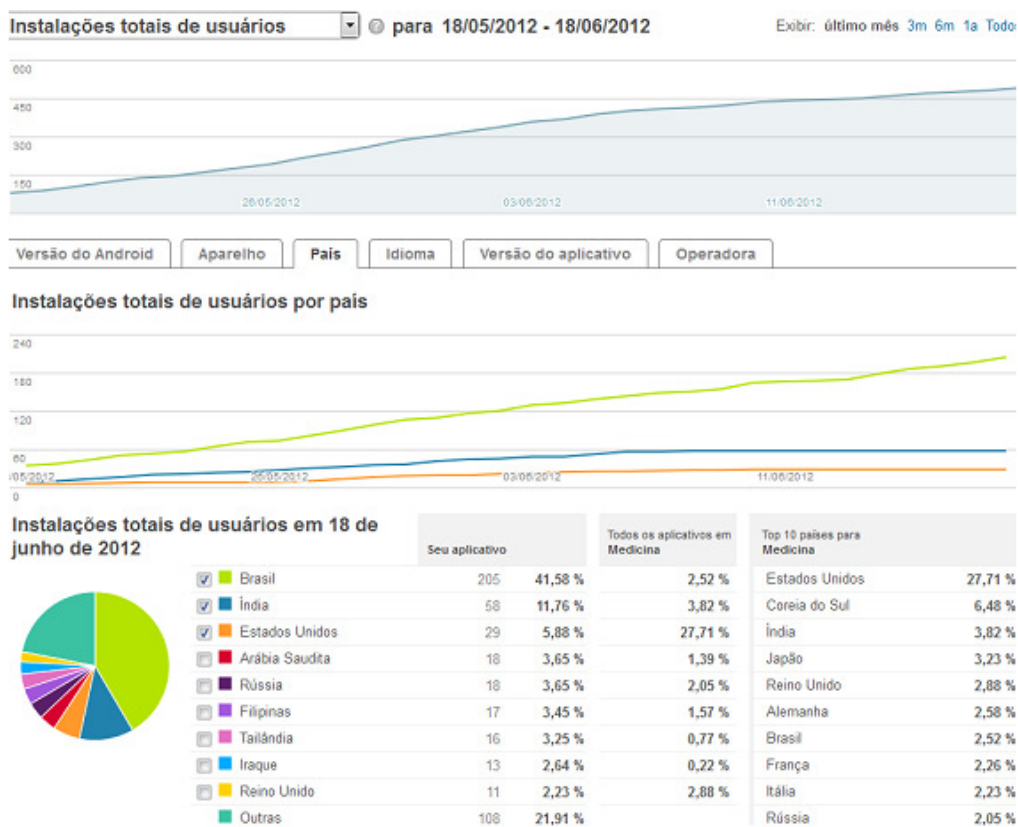 Instalações totais de usuários para 18/05/2012 - 18/06/2012 Exibir: último mês 3m 6m 1a Todos
600
450
300
150
26/05/2012 03/06/2012 11/06/2012
Versão do Android Aparelho País Idioma Versão do aplicativo Operadora
Instalações totais de usuários por país
240
180
120
60
/05/2012 26/05/2012 03/06/2012 11/06/2012
0
Instalações totais de usuários em 18 de
junho de 2012
Seu aplicativo
Todos os aplicativos em
Medicina
Top 10 países para
Medicina
Brasil 205 41,58 % 2,52 % Estados Unidos 27,71 %
Índia 58 11,76 % 3,82 % Coreia do Sul 6,48 %
Estados Unidos 29 5,88 % 27,71 % Índia 3,82 %
Arábia Saudita 18 3,65 % 1,39 % Japão 3,23 %
Rússia 18 3,65 % 2,05 % Reino Unido 2,88 %
Filipinas 17 3,45 % 1,57 % Alemanha 2,58 %
Tailândia 16 3,25 % 0,77 % Brasil 2,52 %
Iraque 13 2,64 % 0,22 % França 2,26 %
Reino Unido 11 2,23 % 2,88 % Itália 2,23 %
Outras 108 21,91 % Rússia 2,05 %